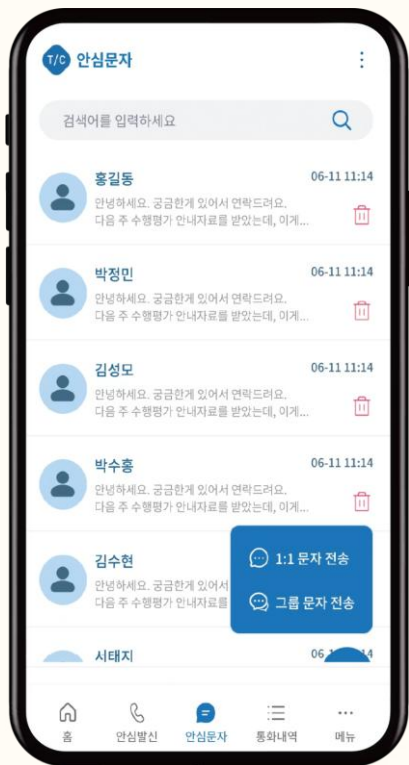 T/C 안심문자
검색어를 입력하세요
홍길동 06-11 11:14
안녕하세요. 궁금한게 있어서 연락드려요.
다음 주 수행평가 안내자료를 받았는데, 이게...
박정민 06-11 11:14
안녕하세요. 궁금한게 있어서 연락드려요.
다음 주 수행평가 안내자료를 받았는데, 이게...
김성모 06-11 11:14
안녕하세요. 궁금한게 있어서 연락드려요.
다음 주 수행평가 안내자료를 받았는데, 이게...
박수홍 06-11 11:14
안녕하세요. 궁금한게 있어서 연락드려요.
다음 주 수행평가 안내자료를 받았는데, 이게...
김수현
안녕하세요. 궁금한게 있어서
다음 주 수행평가 안내자료를
1:1 문자 전송
그룹 문자 전송
시태지 06
홈 안심발신 안심문자 통화내역 메뉴